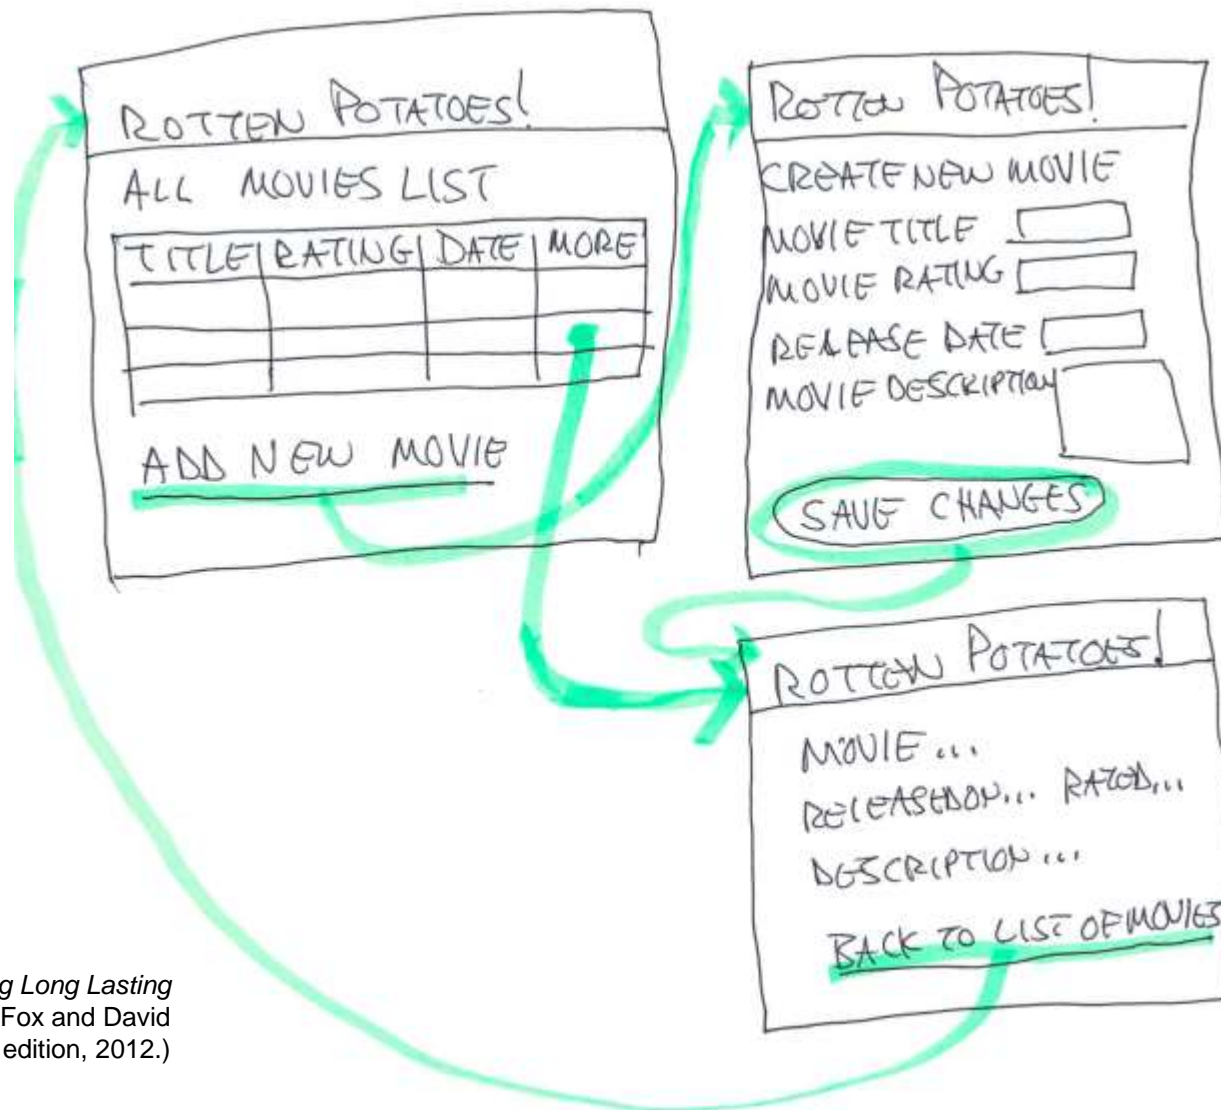 ROTTEN POTATOES!
ALL MOVIES LIST
TITLE RATING DATE MORE
ADD NEW MOVIE
ROTTEN POTATOES!
CREATE NEW MOVIE
MOVIE TITLE
MOVIE RATING
RELEASE DATE
MOVIE DESCRIPTION
SAVE CHANGES
ROTTEN POTATOES!
MOVIE ...
RELEASED ON... RATED...
DESCRIPTION ...
BACK TO LIST OF MOVIES
g Long Lasting
Fox and David
edition, 2012.)